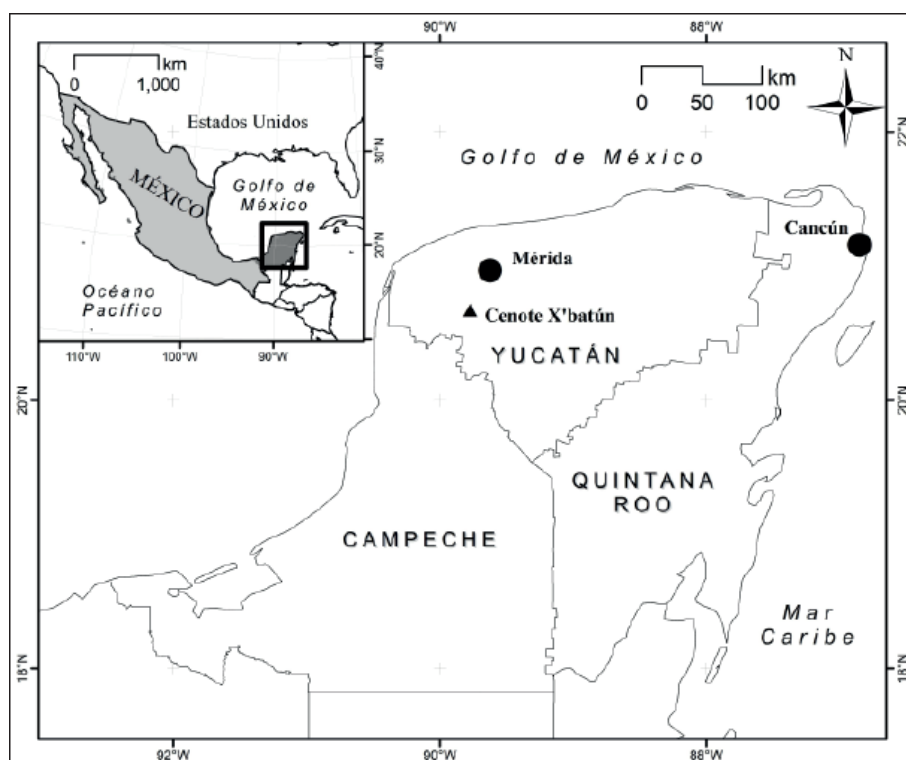 90°W
88°W
km
0
1,000
40°N
Estados Unidos
30°N
MÉXICO
Golfo de
México
20°N
Océano
Pacífico
110°W
100°W
90°W
km
0
50
100
N
22°N
Golfo de México
Cancún
Mérida
Cenote X'batún
YUCATÁN
20°N
20°N
QUINTANA
ROO
CAMPECHE
Mar
Caribe
18°N
18°N
92°W
90°W
88°W